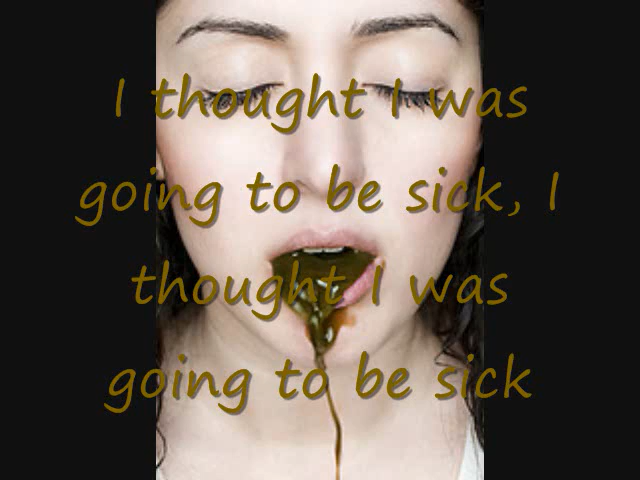 I thought I was
going to be sick, I
thought I was
going to be sick